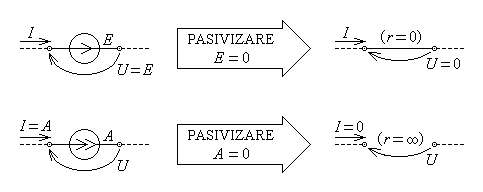 I E U=E
PASIVIZARE
E=0
I (r=0) U=0
I=A A U
PASIVIZARE
A=0
I=0 (r=∞) U